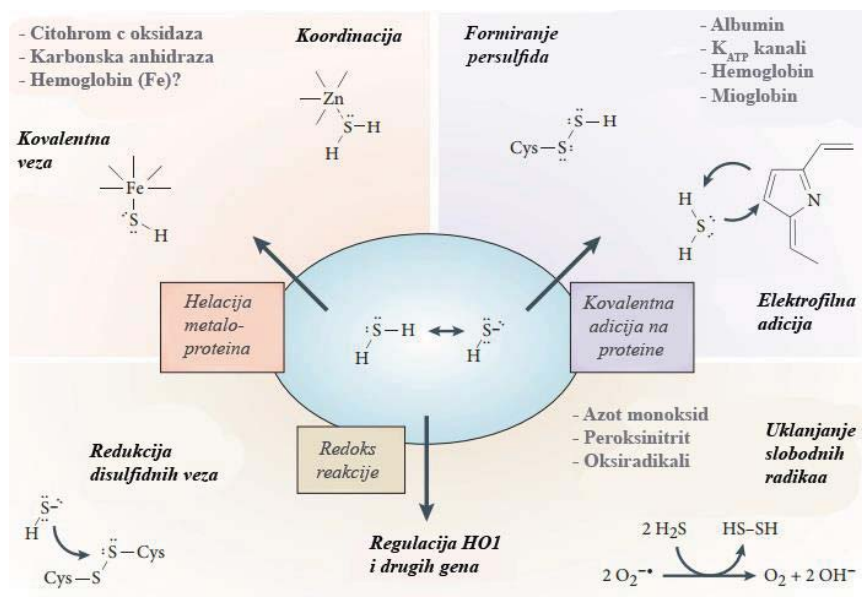 - Citohrom c oksidaza
- Karbonska anhidraza
- Hemoglobin (Fe)?
Koordinacija
Zn
S–H
H
Kovalentna
veza
Fe
S
H
Formiranje
persulfida
S–H
Cys–S
- Albumin
- K_ATP kanali
- Hemoglobin
- Mioglobin
H
S
H
N
Elektrofilna
adicija
Helacija
metalo-
proteina
S–H
H
S–
H
Kovalentna
adicija na
proteine
Redoks
reakcije
Redukcija
disulfidnih veza
S–
H
S–Cys
Cys–S
Regulacija HO1
i drugih gena
- Azot monoksid
- Peroksinitrit
- Oksiradikali
Uklanjanje
slobodnih
radikaa
2 H₂S HS–SH
2 O₂⁻• O₂ + 2 OH⁻